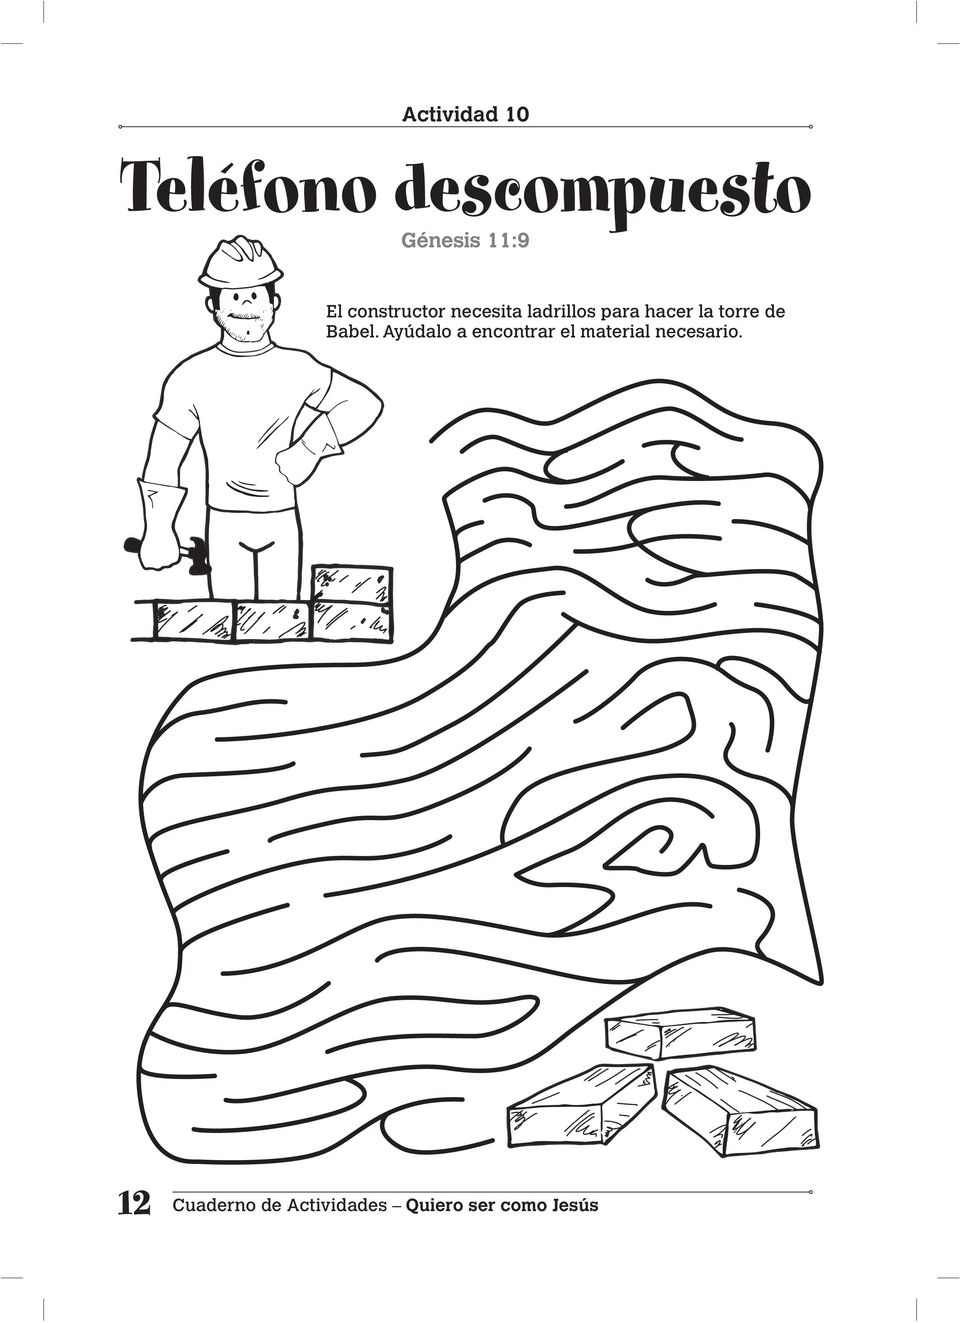 Actividad 10
Teléfono descompuesto
Génesis 11:9
El constructor necesita ladrillos para hacer la torre de
Babel. Ayúdalo a encontrar el material necesario.
12 Cuaderno de Actividades – Quiero ser como Jesús